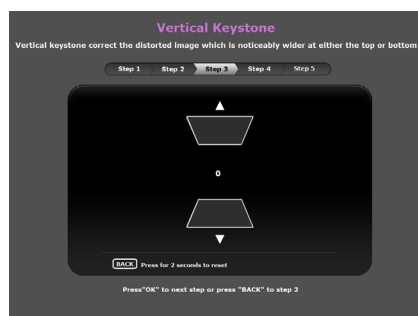 Vertical Keystone
Vertical keystone correct the distorted image which is noticeably wider at either the top or bottom
Step 1 Step 2 Step 3 Step 4 Step 5
0
BACK Press for 2 seconds to reset
Press"OK" to next step or press "BACK" to step 2